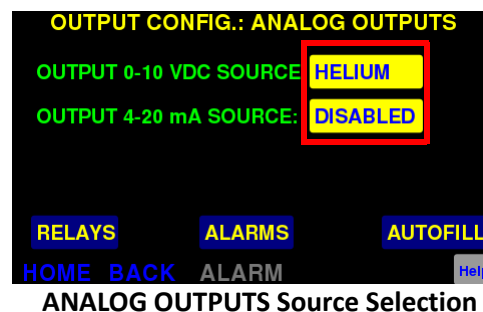 OUTPUT CONFIG.: ANALOG OUTPUTS
OUTPUT 0-10 VDC SOURCE HELIUM
OUTPUT 4-20 mA SOURCE: DISABLED
RELAYS ALARMS AUTOFILL
HOME BACK ALARM Help
ANALOG OUTPUTS Source Selection